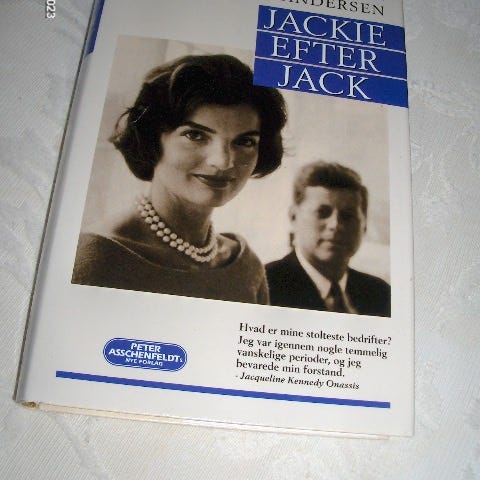 ANDERSEN
JACKIE
EFTER
JACK
Hvad er mine stolteste bedrifter?
Jeg var igennem nogle temmelig
vanskelige perioder, og jeg
bevarede min forstand.
- Jacqueline Kennedy Onassis
PETER
ASSCHENFELDT'S
NYE FORLAG